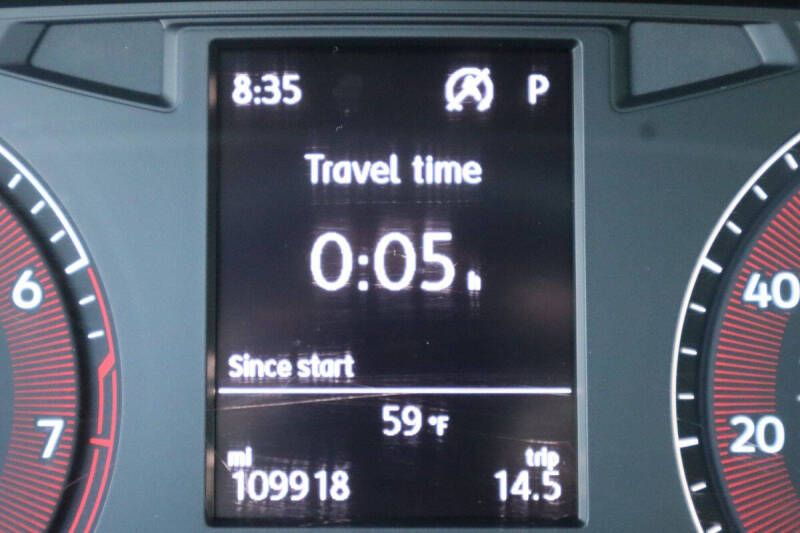 8:35 P
Travel time
0:05 h
Since start
59 °F
mi trip
109918 14.5
6
7
40
20